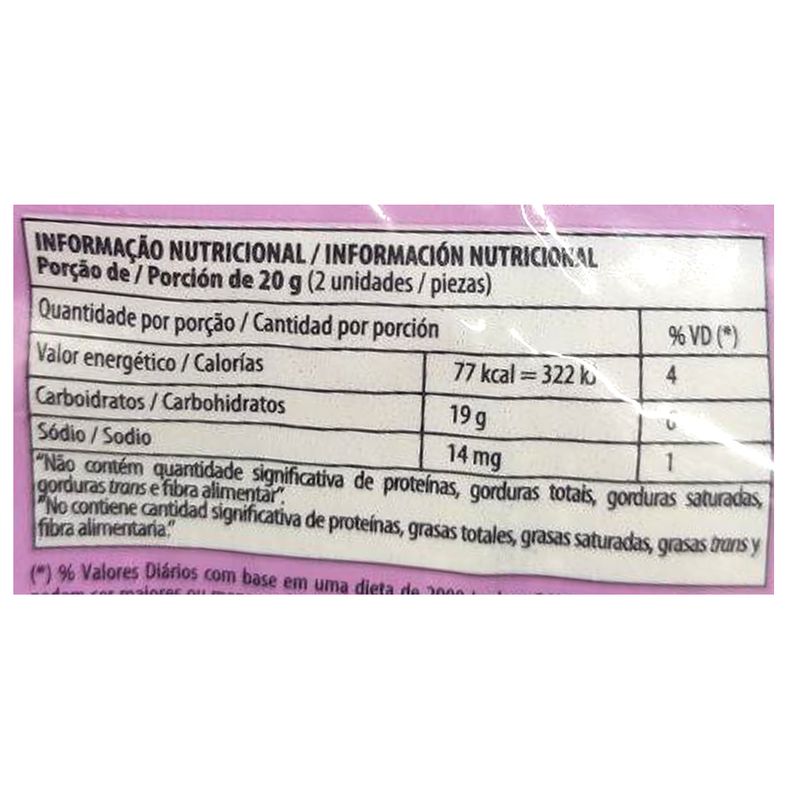 INFORMAÇÃO NUTRICIONAL / INFORMACIÓN NUTRICIONAL
Porção de / Porción de 20 g (2 unidades / piezas)
Quantidade por porção / Cantidad por porción % VD (*)
Valor energético / Calorías 77 kcal = 322 4
Carboidratos / Carbohidratos 19 g
Sódio / Sodio 14 mg 1
"Não contém quantidade significativa de proteínas, gorduras totais, gorduras saturadas,
gorduras trans e fibra alimentar".
"No contiene cantidad significativa de proteínas, grasas totales, grasas saturadas, grasas trans y
fibra alimentaria."
(*) % Valores Diários com base em uma dieta de